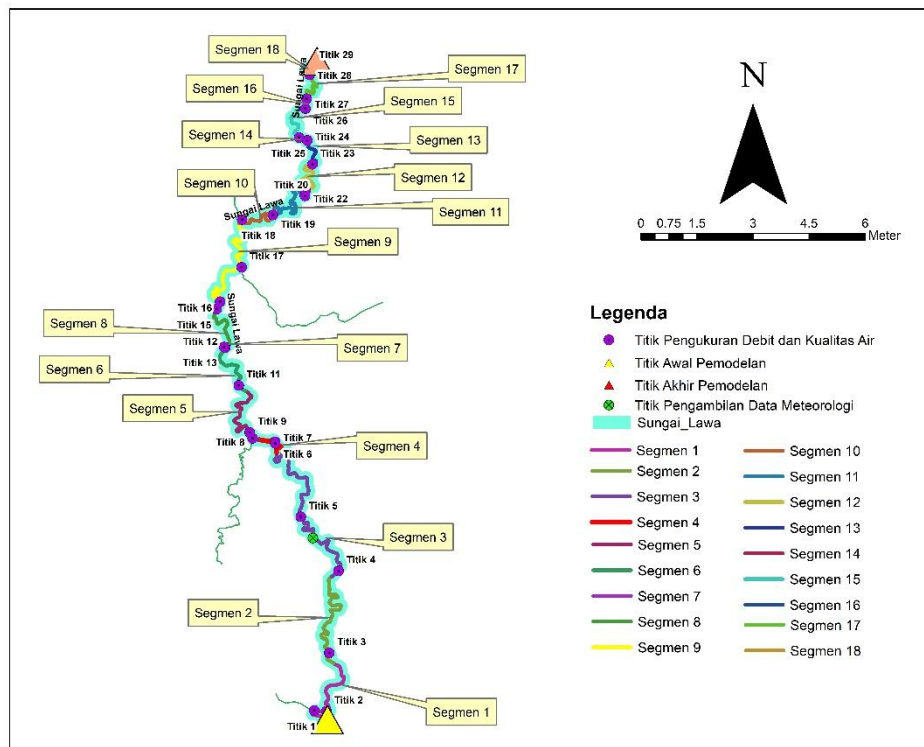 Titik 29
Segmen 18
Titik 28
Segmen 17
Sungai Lawa
Segmen 16
Titik 27
Segmen 15
Titik 26
Segmen 14
Titik 24
Segmen 13
Titik 25
Titik 23
Segmen 12
Titik 20
Segmen 10
Titik 22
Sungai Lawa
Segmen 11
Titik 19
Titik 18
Segmen 9
Titik 17
Sungai Lawa
Titik 16
Segmen 8
Titik 15
Titik 12
Segmen 7
Titik 13
Segmen 6
Titik 11
Segmen 5
Titik 9
Titik 8
Titik 7
Segmen 4
Titik 6
Titik 5
Segmen 3
Titik 4
Segmen 2
Titik 3
Titik 2
Segmen 1
Titik 1
N
0 0.75 1.5 3 4.5 6
Meter
Legenda
Titik Pengukuran Debit dan Kualitas Air
Titik Awal Pemodelan
Titik Akhir Pemodelan
Titik Pengambilan Data Meteorologi
Sungai_Lawa
Segmen 1
Segmen 2
Segmen 3
Segmen 4
Segmen 5
Segmen 6
Segmen 7
Segmen 8
Segmen 9
Segmen 10
Segmen 11
Segmen 12
Segmen 13
Segmen 14
Segmen 15
Segmen 16
Segmen 17
Segmen 18